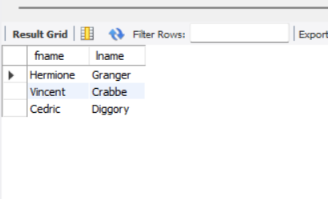 Result Grid Filter Rows: Export
fname lname
Hermione Granger
Vincent Crabbe
Cedric Diggory